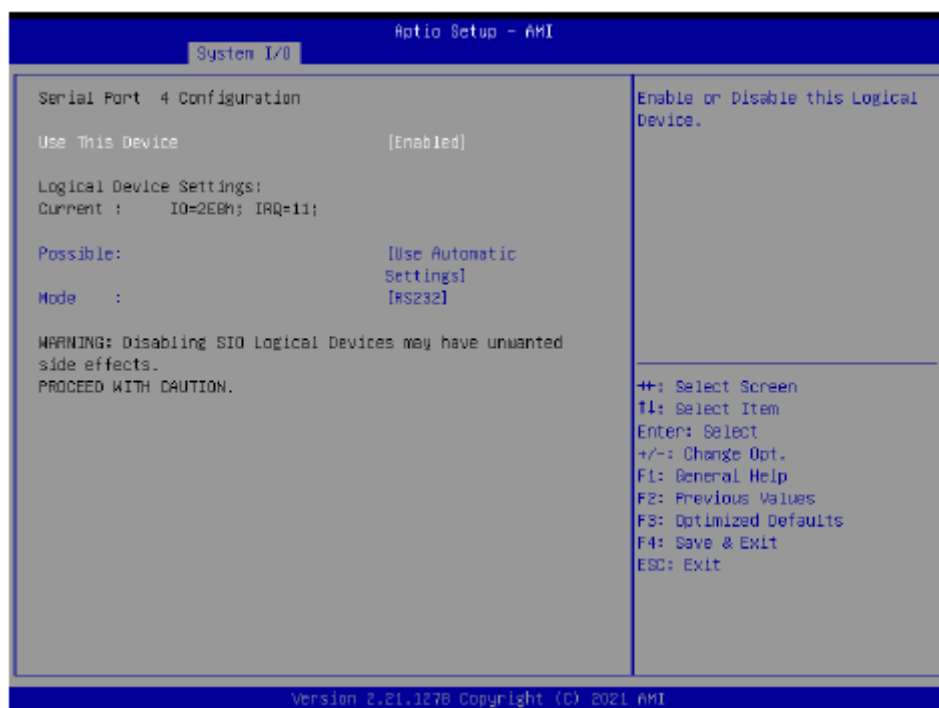 Aptio Setup - AMI
System I/O
Serial Port 4 Configuration
Use This Device [Enabled]
Logical Device Settings:
Current : IO=2E8h; IRQ=11;
Possible: [Use Automatic
Settings]
Mode : [RS232]
WARNING: Disabling SIO Logical Devices may have unwanted
side effects.
PROCEED WITH CAUTION.
Enable or Disable this Logical
Device.
→←: Select Screen
↑↓: Select Item
Enter: Select
+/-: Change Opt.
F1: General Help
F2: Previous Values
F3: Optimized Defaults
F4: Save & Exit
ESC: Exit
Version 2.21.1278 Copyright (C) 2021 AMI